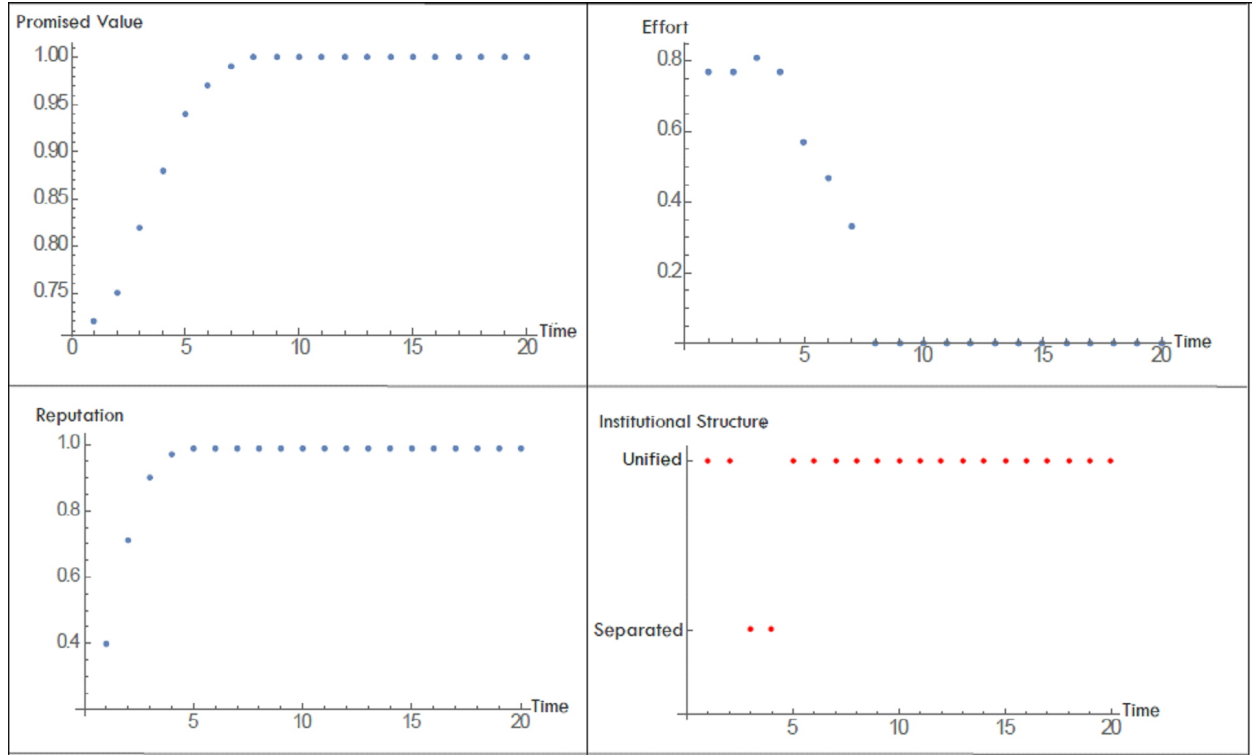 Promised Value
1.00
0.95
0.90
0.85
0.80
0.75
0 5 10 15 20 Time
Effort
0.8
0.6
0.4
0.2
5 10 15 20 Time
Reputation
1.0
0.8
0.6
0.4
5 10 15 20 Time
Institutional Structure
Unified
Separated
5 10 15 20 Time